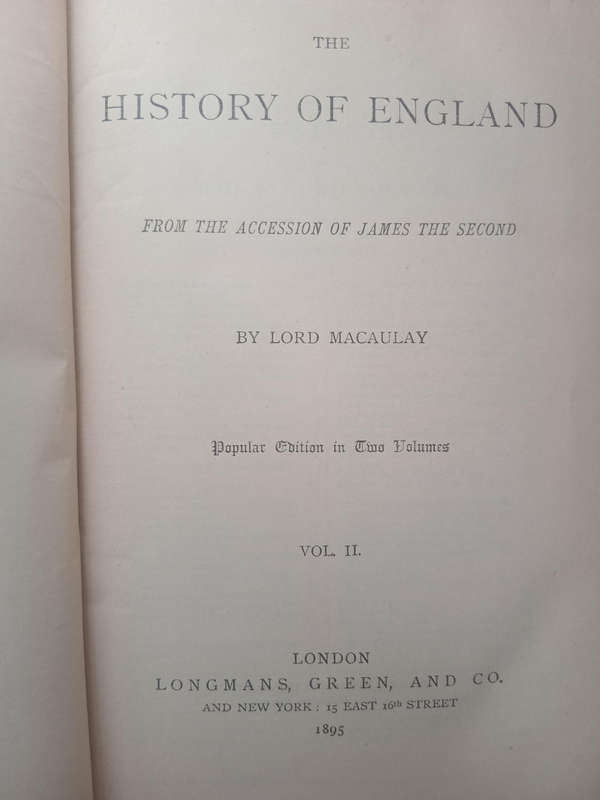 THE
HISTORY OF ENGLAND
FROM THE ACCESSION OF JAMES THE SECOND
BY LORD MACAULAY
Popular Edition in Two Volumes
VOL. II.
LONDON
LONGMANS, GREEN, AND CO.
AND NEW YORK : 15 EAST 16th STREET
1895